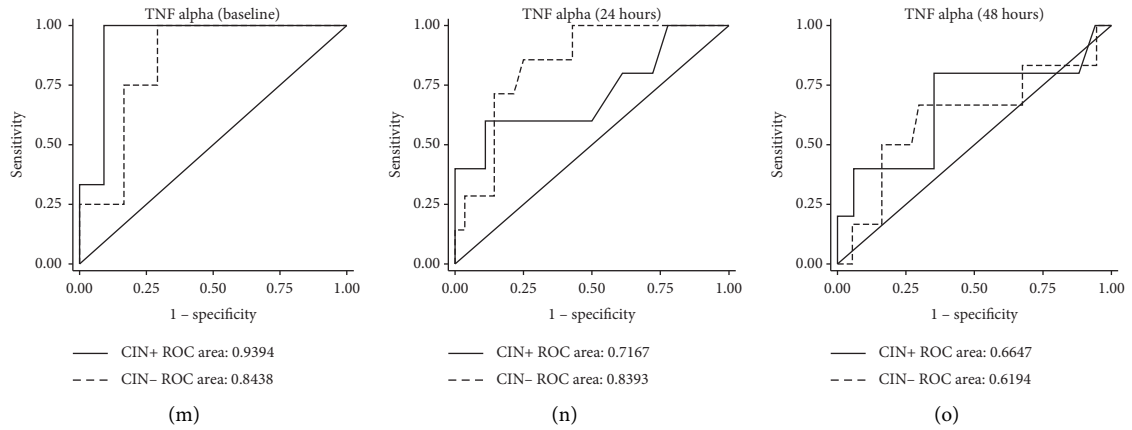 TNF alpha (baseline)
1.00
0.75
0.50
0.25
0.00
Sensitivity
0.00 0.25 0.50 0.75 1.00
1 – specificity
CIN+ ROC area: 0.9394
CIN– ROC area: 0.8438
(m)
TNF alpha (24 hours)
1.00
0.75
0.50
0.25
0.00
Sensitivity
0.00 0.25 0.50 0.75 1.00
1 – specificity
CIN+ ROC area: 0.7167
CIN– ROC area: 0.8393
(n)
TNF alpha (48 hours)
1.00
0.75
0.50
0.25
0.00
Sensitivity
0.00 0.25 0.50 0.75 1.00
1 – specificity
CIN+ ROC area: 0.6647
CIN– ROC area: 0.6194
(o)